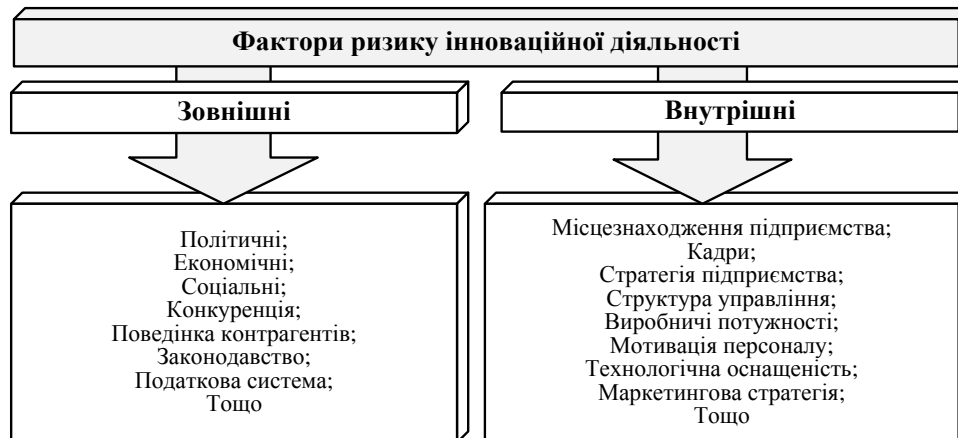 Фактори ризику інноваційної діяльності
Зовнішні
Внутрішні
Політичні;
Економічні;
Соціальні;
Конкуренція;
Поведінка контрагентів;
Законодавство;
Податкова система;
Тощо
Місцезнаходження підприємства;
Кадри;
Стратегія підприємства;
Структура управління;
Виробничі потужності;
Мотивація персоналу;
Технологічна оснащеність;
Маркетингова стратегія;
Тощо